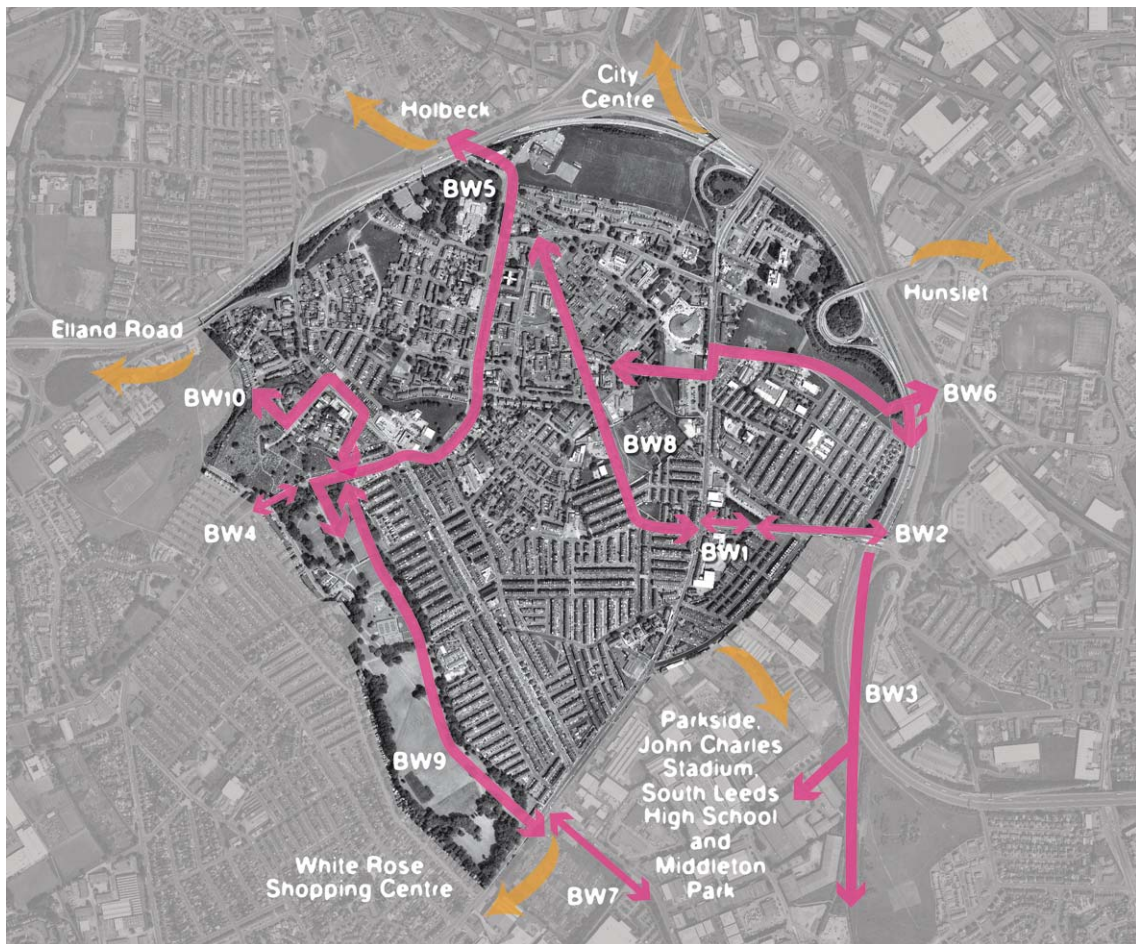 City
Centre
Holbeck
BW5
Hunslet
Elland Road
BW10
BW6
BW8
BW4
BW1
BW2
BW3
Parkside,
John Charles
Stadium,
South Leeds
High School
and
Middleton
Park
BW9
White Rose
Shopping Centre
BW7